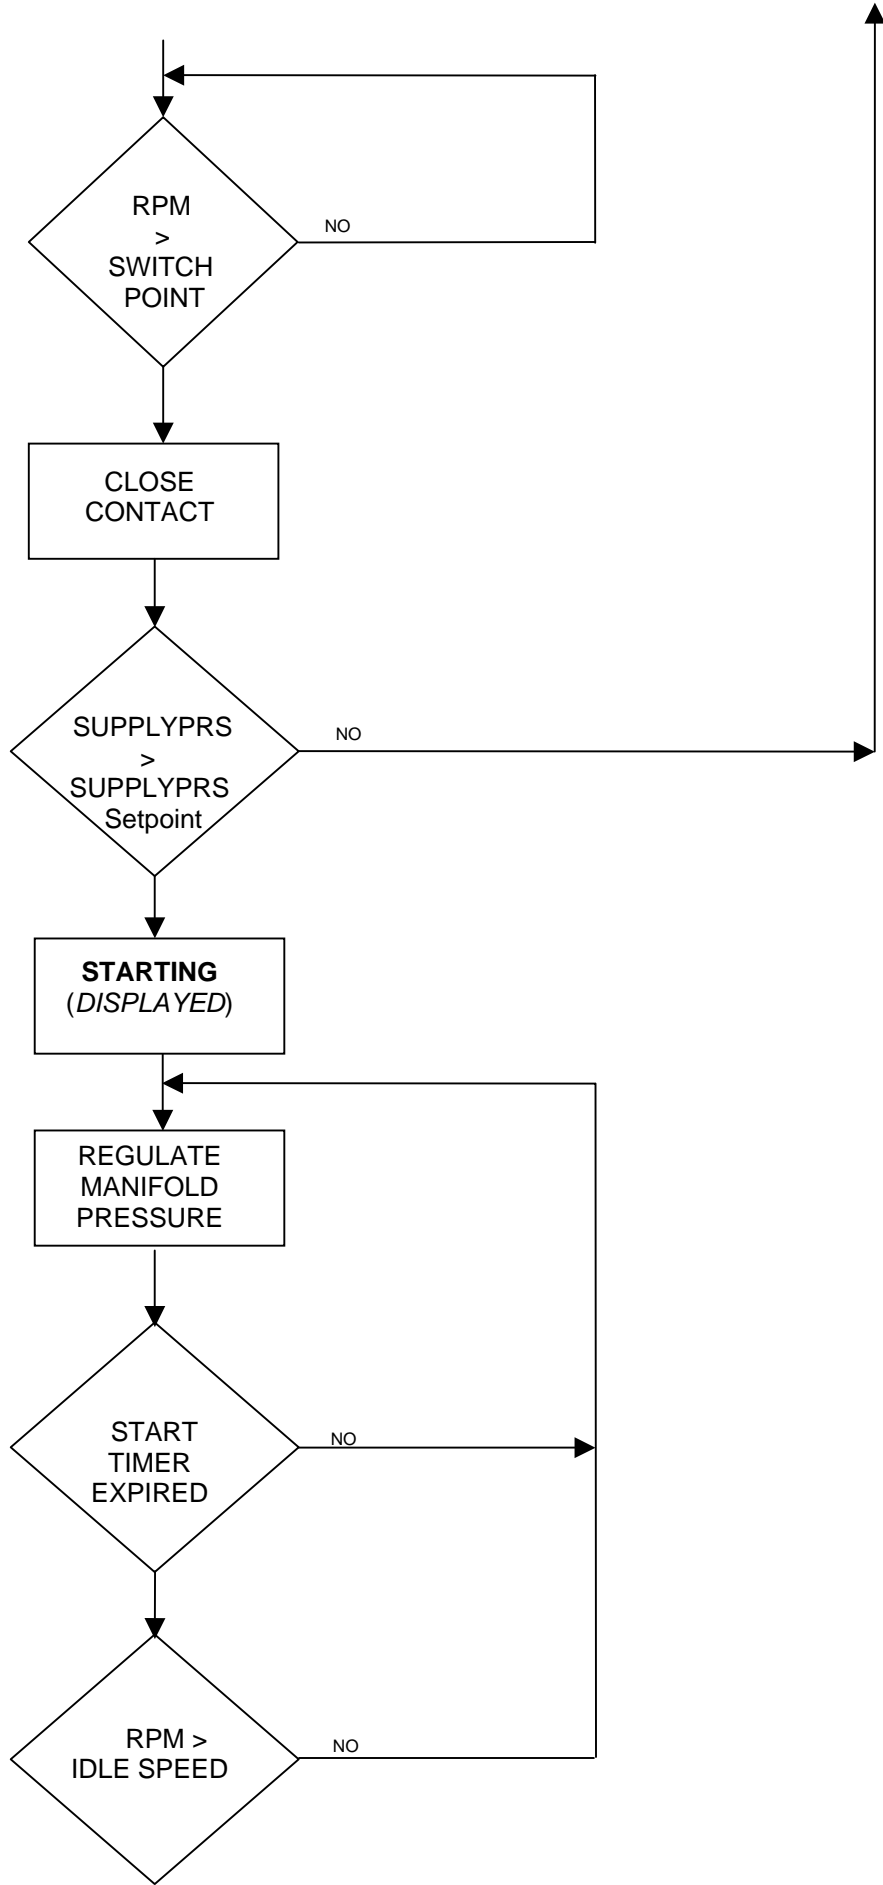 RPM
>
SWITCH
POINT
NO
CLOSE
CONTACT
SUPPLYPRS
>
SUPPLYPRS
Setpoint
NO
STARTING
(DISPLAYED)
REGULATE
MANIFOLD
PRESSURE
START
TIMER
EXPIRED
NO
RPM >
IDLE SPEED
NO